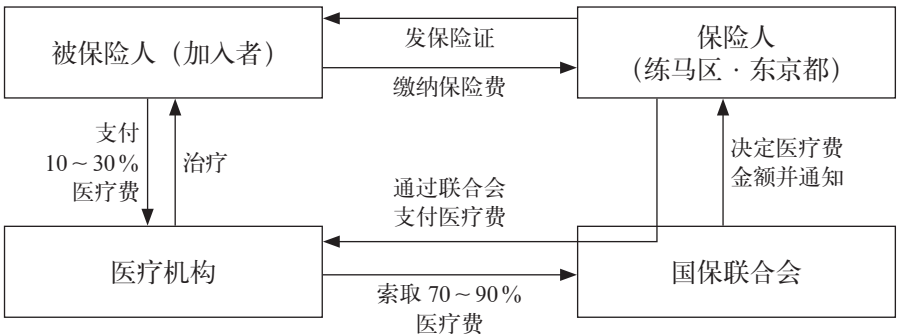 被保险人（加入者）
发保险证
缴纳保险费
保险人
（练马区·东京都）
支付
10～30%
医疗费
治疗
通过联合会
支付医疗费
决定医疗费
金额并通知
医疗机构
索取 70～90%
医疗费
国保联合会